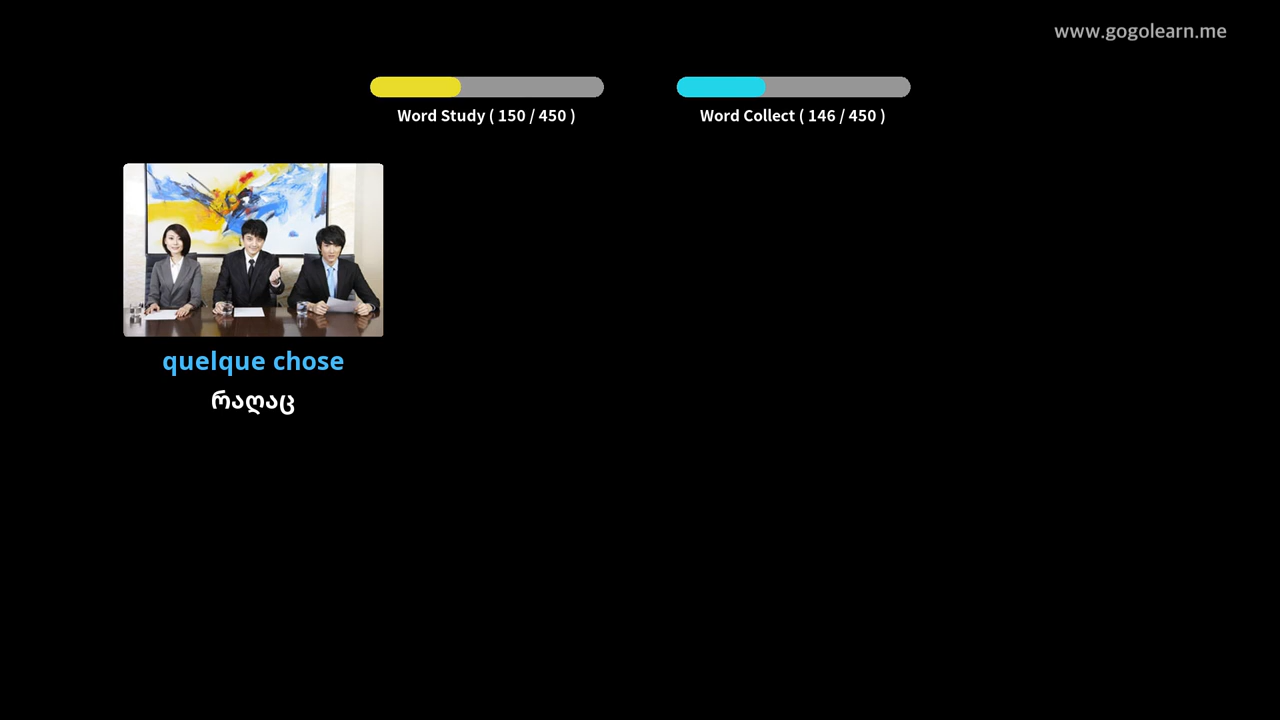 www.gogolearn.me
Word Study ( 150 / 450 )
Word Collect ( 146 / 450 )
quelque chose
რაღაც